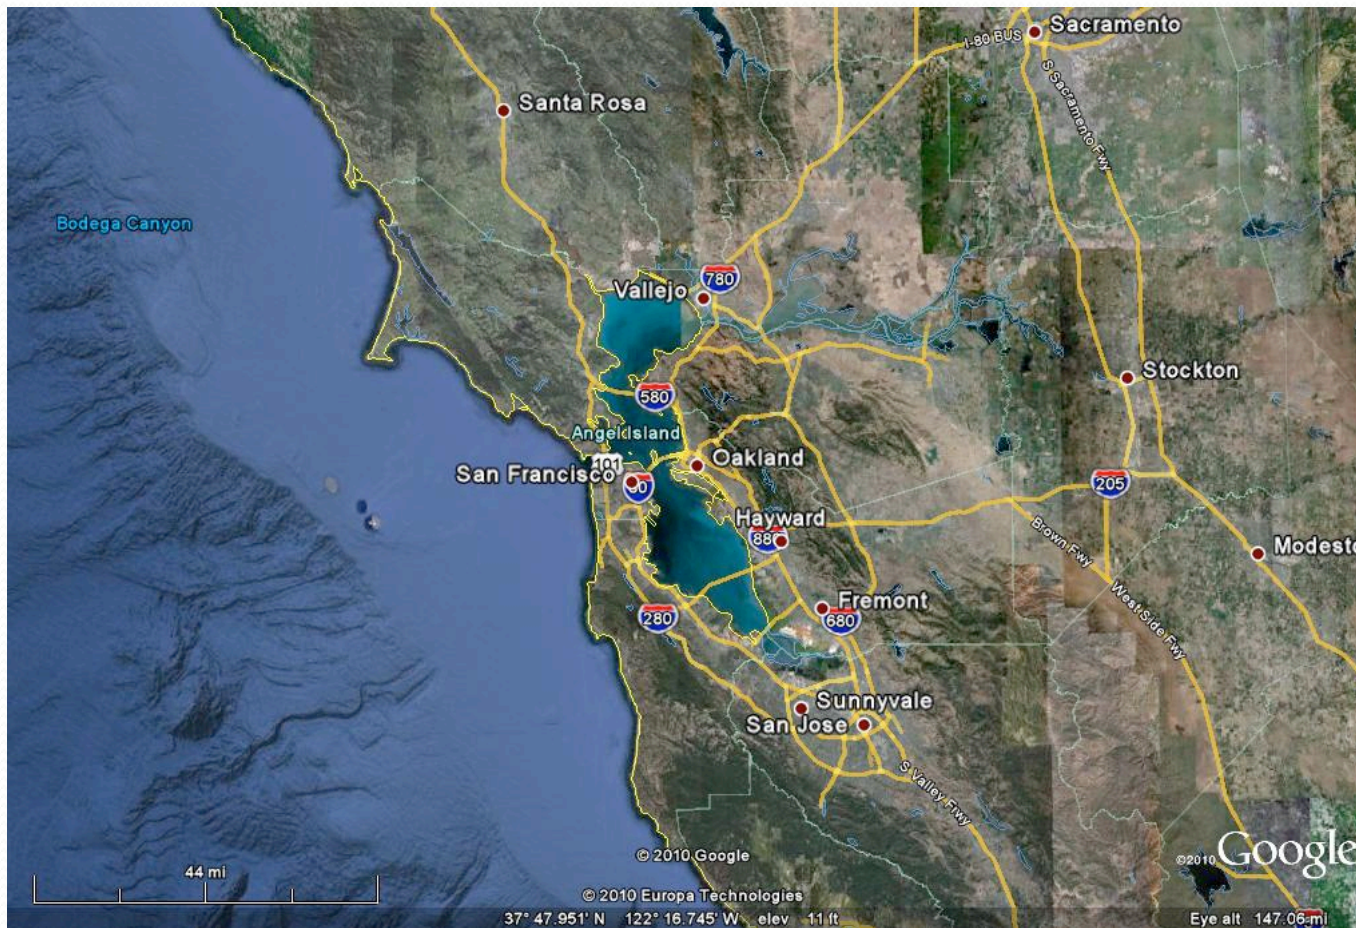 Sacramento
I-80 BUS
S Sacramento Fwy
Santa Rosa
Bodega Canyon
780
Vallejo
Stockton
580
Angel Island
101
San Francisco
Oakland
205
Hayward
880
Brown Fwy
Modesto
West Side Fwy
Fremont
280
680
Sunnyvale
San Jose
S Valley Frwy
© 2010 Google
©2010 Google
44 mi
© 2010 Europa Technologies
37° 47.951' N 122° 16.745' W elev 11 ft
Eye alt 147.06 mi